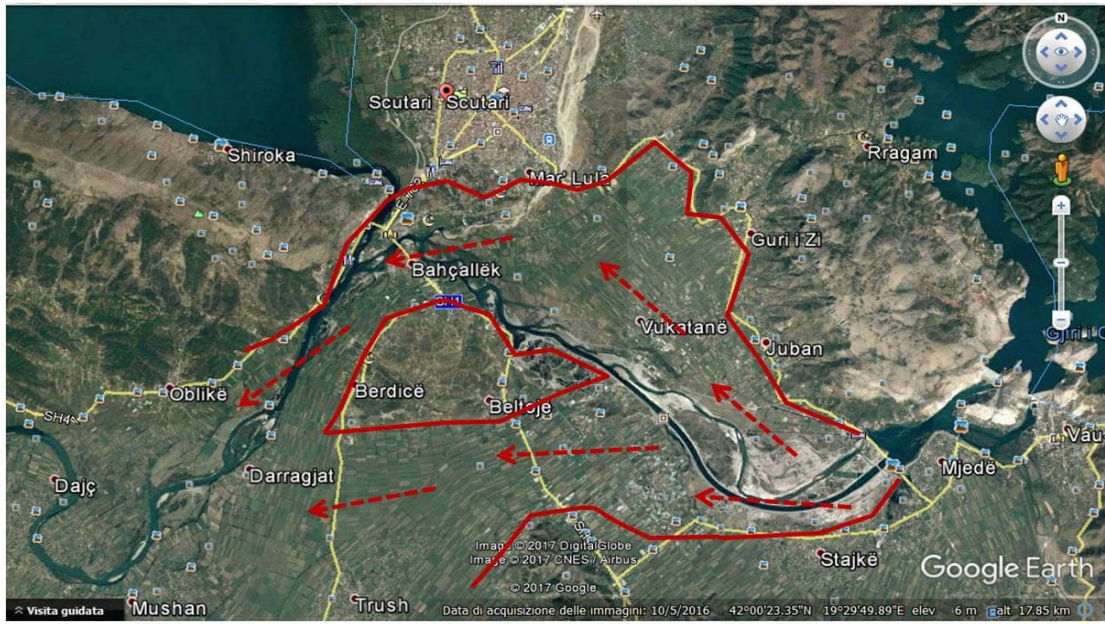 N
Scutari Scutari
Shiroka
Mar' Lula
Rragam
Guri i Zi
Bahçallëk
SH1
Vukatanë
Juban
Oblikë
SH4
Berdicë
Beltojë
Darragjat
Dajç
Mjedë
Vau
Stajkë
Image © 2017 DigitalGlobe
Image © 2017 CNES / Airbus
© 2017 Google
Google Earth
Mushan
Trush
Visita guidata
Data di acquisizione delle immagini: 10/5/2016 42°00'23.35"N 19°29'49.89"E elev 6 m alt 17.85 km